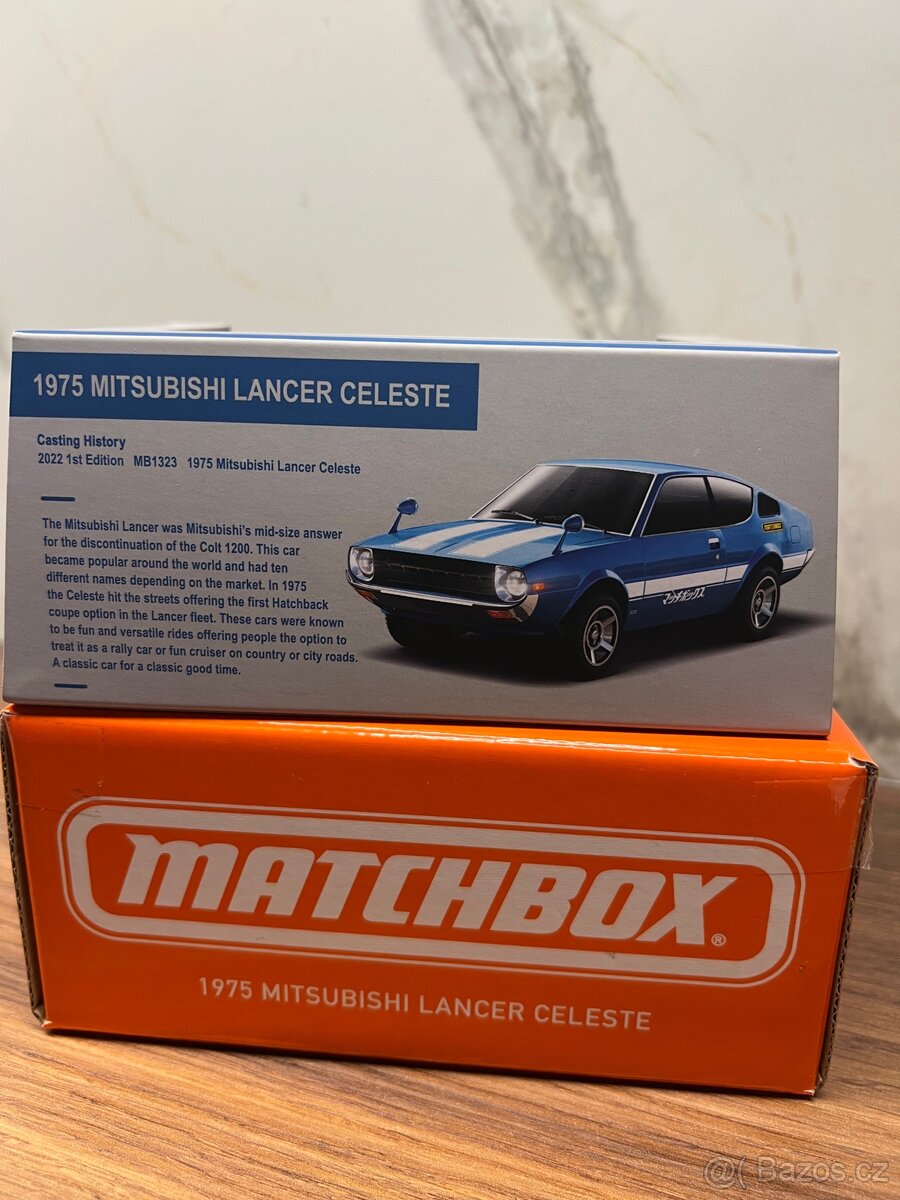 1975 MITSUBISHI LANCER CELESTE
Casting History
2022 1st Edition MB1323 1975 Mitsubishi Lancer Celeste
The Mitsubishi Lancer was Mitsubishi's mid-size answer
for the discontinuation of the Colt 1200. This car
became popular around the world and had ten
different names depending on the market. In 1975
the Celeste hit the streets offering the first Hatchback
coupe option in the Lancer fleet. These cars were known
to be fun and versatile rides offering people the option to
treat it as a rally car or fun cruiser on country or city roads.
A classic car for a classic good time.
マッチボックス
MATCHBOX®
1975 MITSUBISHI LANCER CELESTE
@( Bazos.cz